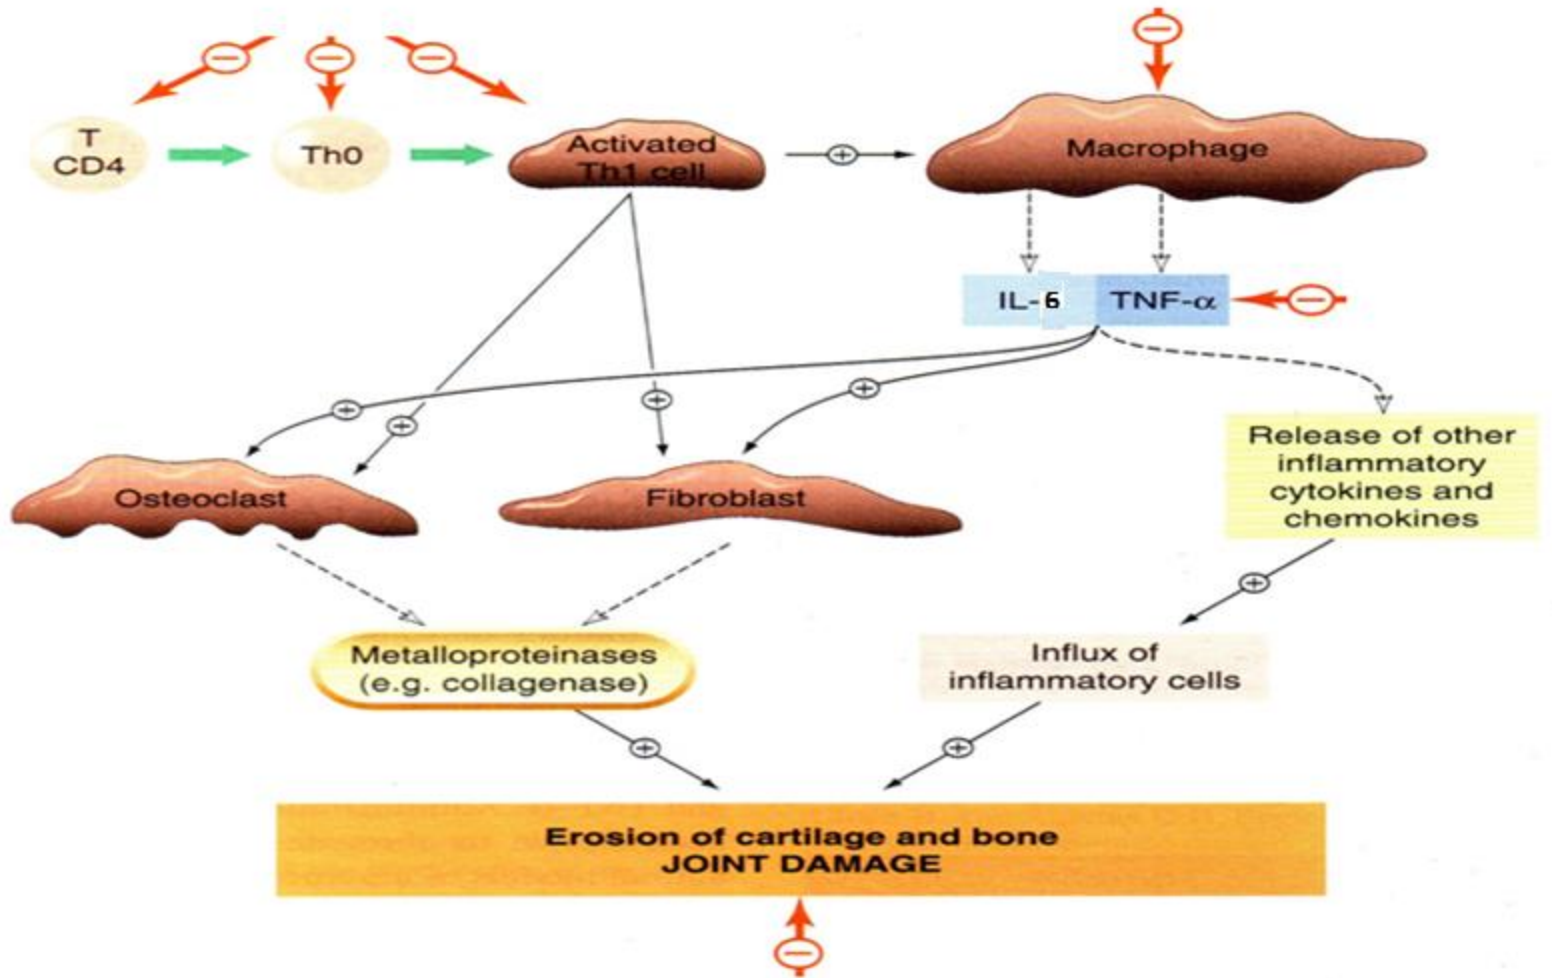 T
CD4
Th0
Activated
Th1 cell
Macrophage
IL-6
TNF-α
Release of other
inflammatory
cytokines and
chemokines
Osteoclast
Fibroblast
Metalloproteinases
(e.g. collagenase)
Influx of
inflammatory cells
Erosion of cartilage and bone
JOINT DAMAGE